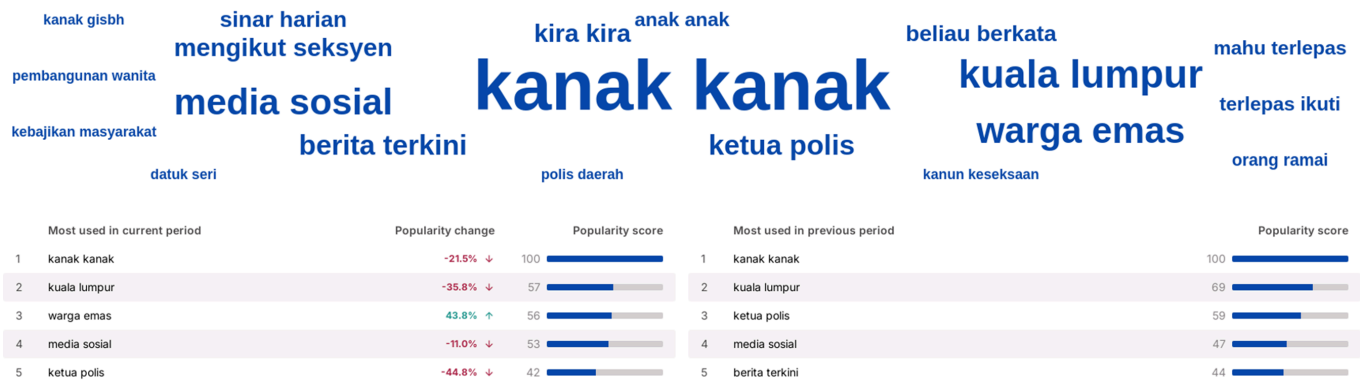 kanak gisbh
sinar harian
mengikut seksyen
kira kira
anak anak
beliau berkata
mahu terlepas
pembangunan wanita
media sosial
kanak kanak
kuala lumpur
terlepas ikuti
kebajikan masyarakat
berita terkini
ketua polis
warga emas
orang ramai
datuk seri
polis daerah
kanun keseksaan
Most used in current period Popularity change Popularity score
1 kanak kanak -21.5% ↓ 100
2 kuala lumpur -35.8% ↓ 57
3 warga emas 43.8% ↑ 56
4 media sosial -11.0% ↓ 53
5 ketua polis -44.8% ↓ 42
Most used in previous period Popularity score
1 kanak kanak 100
2 kuala lumpur 69
3 ketua polis 59
4 media sosial 47
5 berita terkini 44